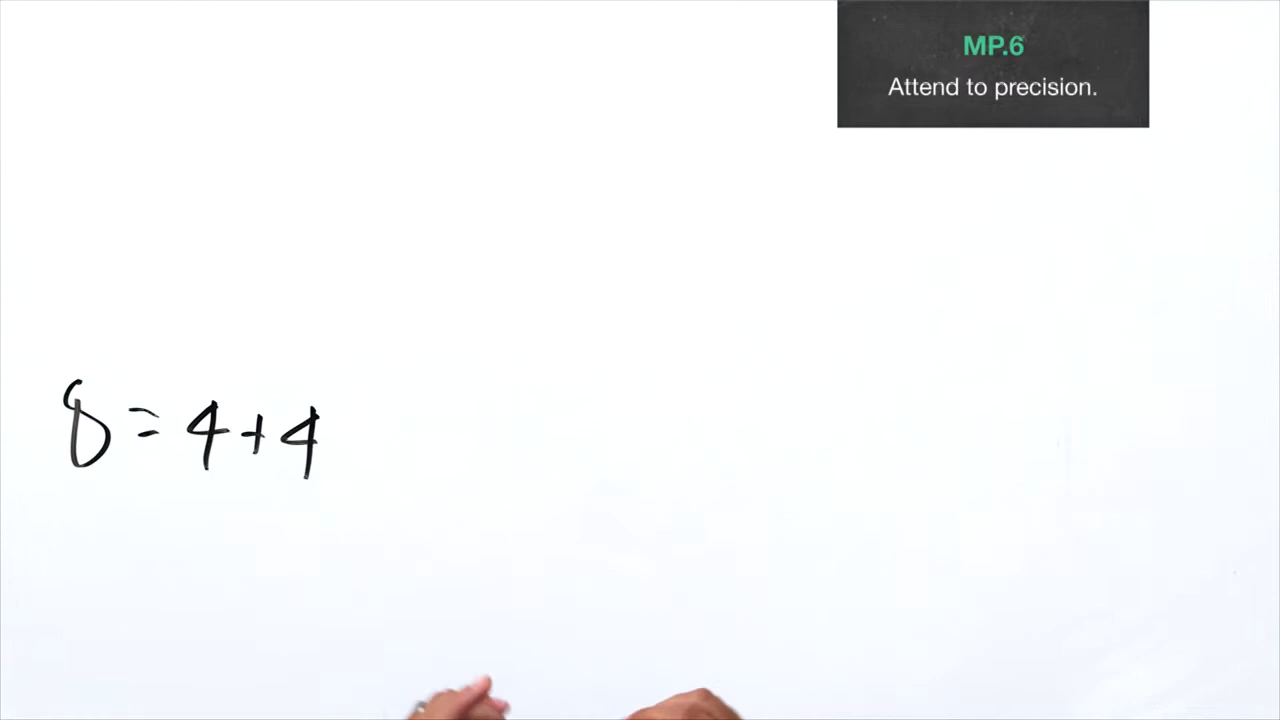 MP.6
Attend to precision.
8 = 4 + 4